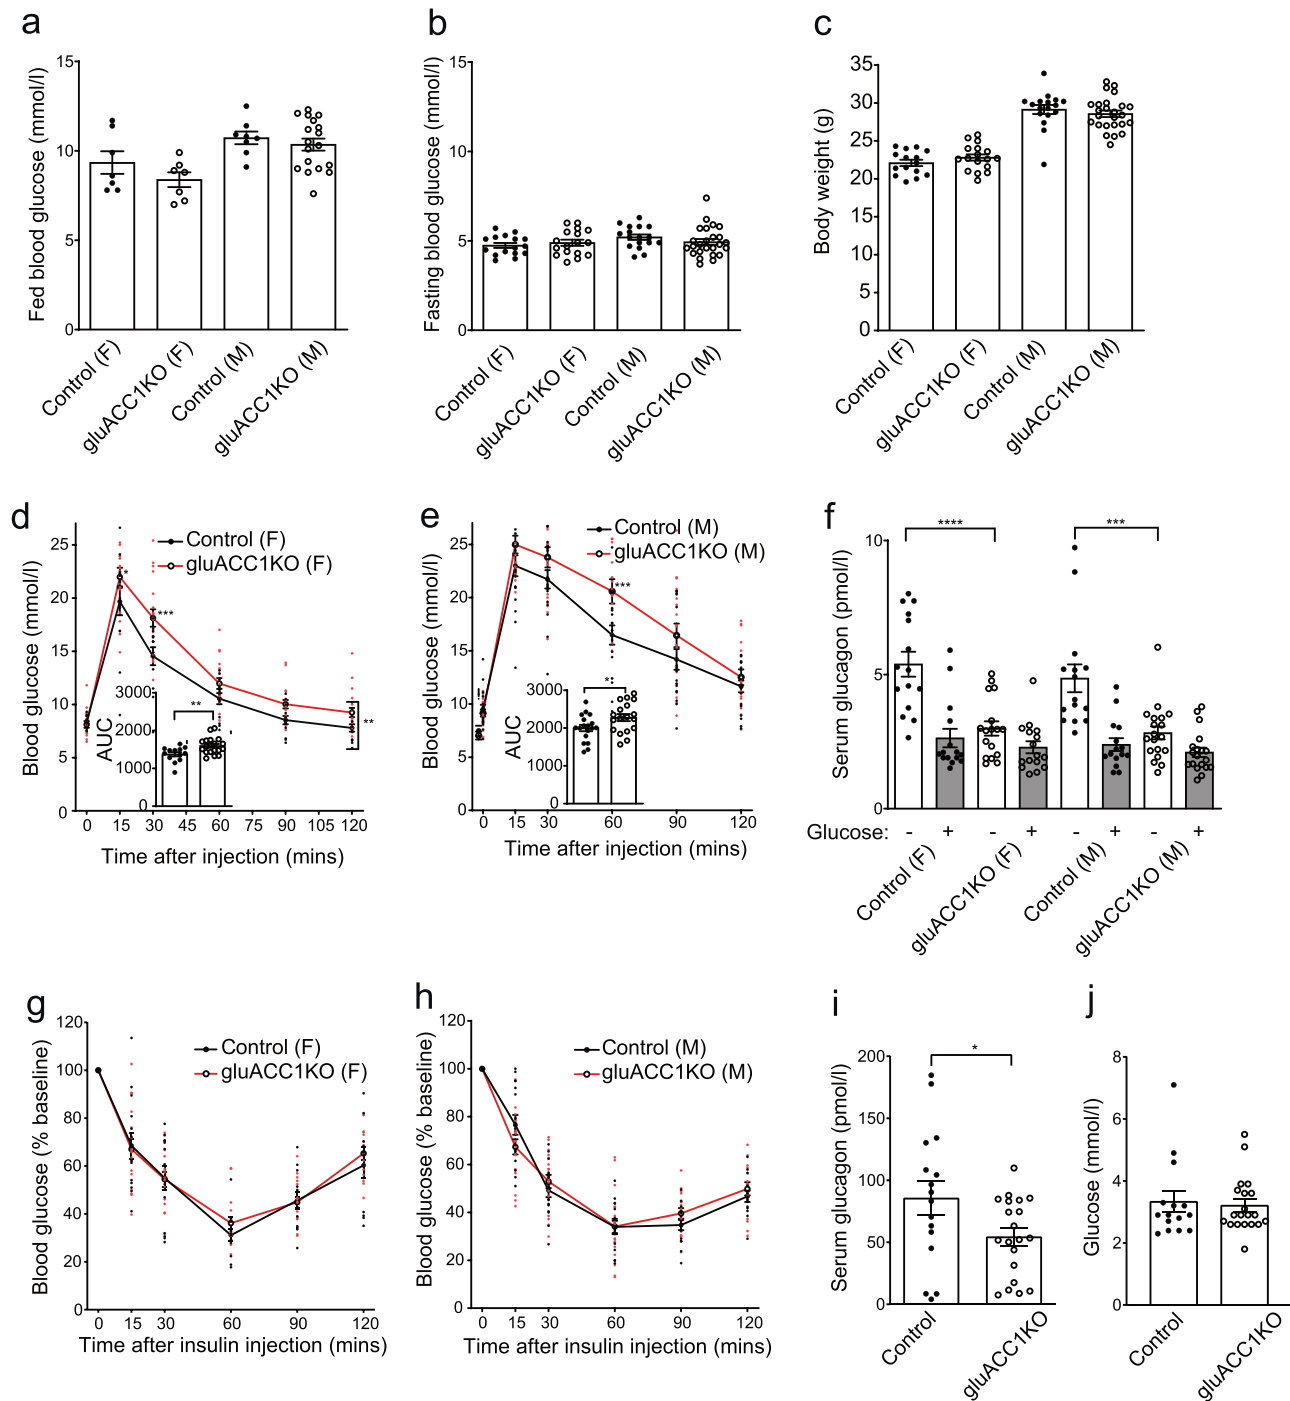 a
Fed blood glucose (mmol/l)
15
10
5
0
Control (F)
gluACC1KO (F)
Control (M)
gluACC1KO (M)
b
Fasting blood glucose (mmol/l)
15
10
5
0
Control (F)
gluACC1KO (F)
Control (M)
gluACC1KO (M)
c
Body weight (g)
35
30
25
20
15
10
5
0
Control (F)
gluACC1KO (F)
Control (M)
gluACC1KO (M)
d
Blood glucose (mmol/l)
25
20
15
10
5
0
Control (F)
gluACC1KO (F)
*
***
**
AUC
3000
2000
1000
0
**
0 15 30 45 60 75 90 105 120
Time after injection (mins)
e
Blood glucose (mmol/l)
25
20
15
10
5
0
Control (M)
gluACC1KO (M)
***
AUC
3000
2000
1000
0
*
0 15 30 60 90 120
Time after injection (mins)
f
Serum glucagon (pmol/l)
10
5
0
****
***
Glucose: - + - + - + - +
Control (F)
gluACC1KO (F)
Control (M)
gluACC1KO (M)
g
Blood glucose (% baseline)
120
100
80
60
40
20
0
Control (F)
gluACC1KO (F)
0 15 30 60 90 120
Time after insulin injection (mins)
h
Blood glucose (% baseline)
120
100
80
60
40
20
0
Control (M)
gluACC1KO (M)
0 15 30 60 90 120
Time after insulin injection (mins)
i
Serum glucagon (pmol/l)
200
150
100
50
0
*
Control
gluACC1KO
j
Glucose (mmol/l)
8
6
4
2
0
Control
gluACC1KO